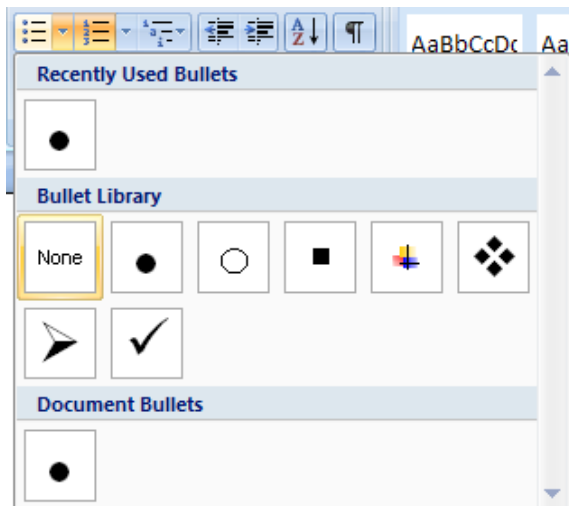 AaBbCcDc Aa
Recently Used Bullets
Bullet Library
None
Document Bullets